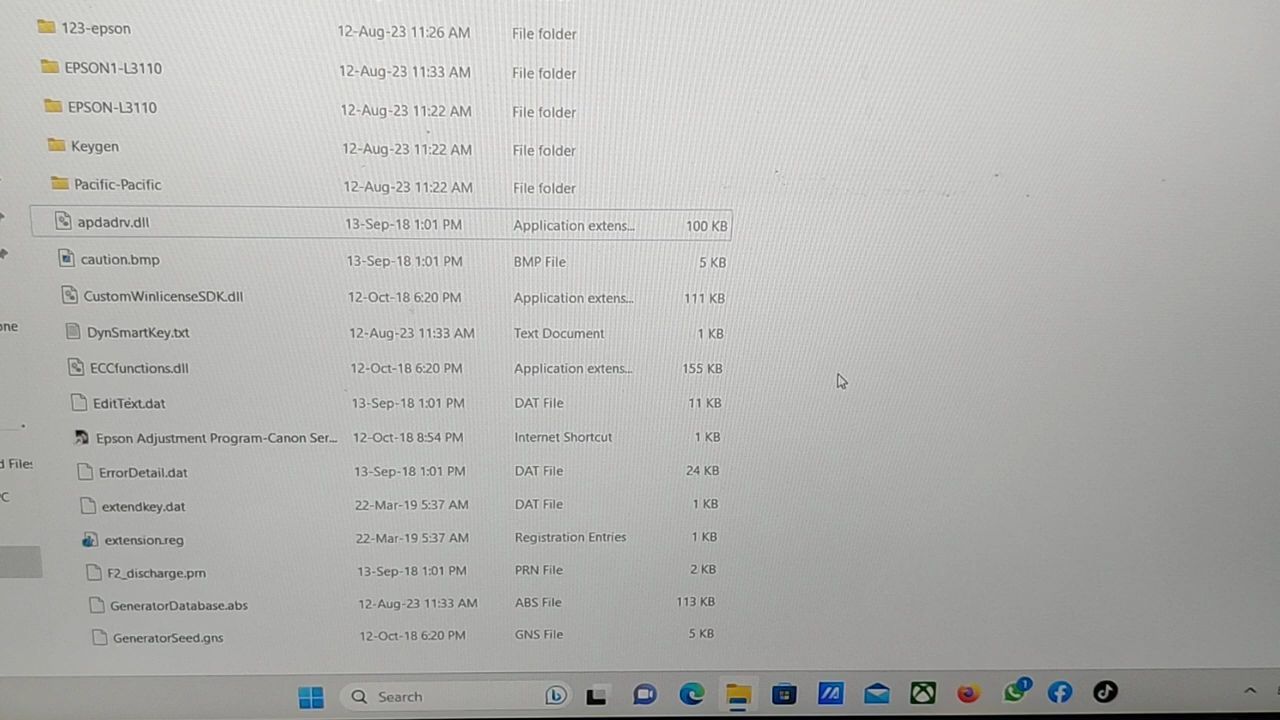 123-epson 12-Aug-23 11:26 AM File folder
EPSON1-L3110 12-Aug-23 11:33 AM File folder
EPSON-L3110 12-Aug-23 11:22 AM File folder
Keygen 12-Aug-23 11:22 AM File folder
Pacific-Pacific 12-Aug-23 11:22 AM File folder
apdadrv.dll 13-Sep-18 1:01 PM Application extens... 100 KB
caution.bmp 13-Sep-18 1:01 PM BMP File 5 KB
CustomWinlicenseSDK.dll 12-Oct-18 6:20 PM Application extens... 111 KB
one
DynSmartKey.txt 12-Aug-23 11:33 AM Text Document 1 KB
ECCfunctions.dll 12-Oct-18 6:20 PM Application extens... 155 KB
EditText.dat 13-Sep-18 1:01 PM DAT File 11 KB
Epson Adjustment Program-Canon Ser... 12-Oct-18 8:54 PM Internet Shortcut 1 KB
d Files
ErrorDetail.dat 13-Sep-18 1:01 PM DAT File 24 KB
C
extendkey.dat 22-Mar-19 5:37 AM DAT File 1 KB
extension.reg 22-Mar-19 5:37 AM Registration Entries 1 KB
F2_discharge.prn 13-Sep-18 1:01 PM PRN File 2 KB
GeneratorDatabase.abs 12-Aug-23 11:33 AM ABS File 113 KB
GeneratorSeed.gns 12-Oct-18 6:20 PM GNS File 5 KB
Search
1